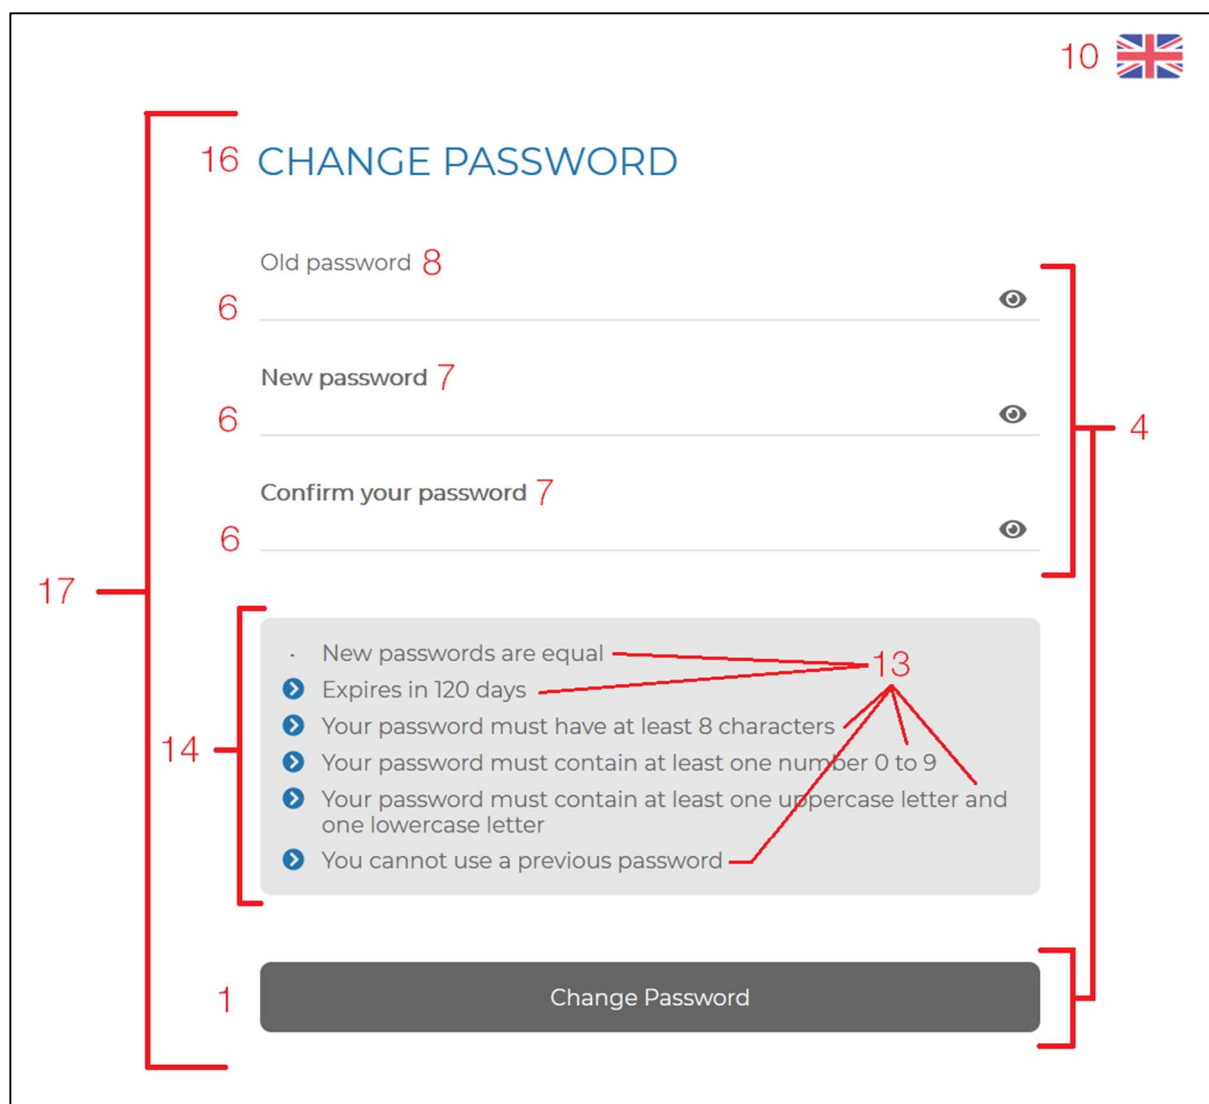 10
16 CHANGE PASSWORD
Old password 8
6
New password 7
6
4
Confirm your password 7
6
17
- New passwords are equal
13
Expires in 120 days
Your password must have at least 8 characters
14
Your password must contain at least one number 0 to 9
Your password must contain at least one uppercase letter and
one lowercase letter
You cannot use a previous password
1 Change Password